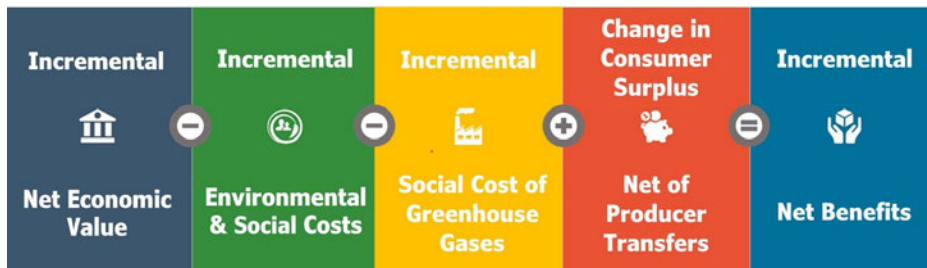 Incremental
Net Economic
Value
−
Incremental
Environmental
& Social Costs
−
Incremental
Social Cost of
Greenhouse
Gases
+
Change in
Consumer
Surplus
Net of
Producer
Transfers
=
Incremental
Net Benefits